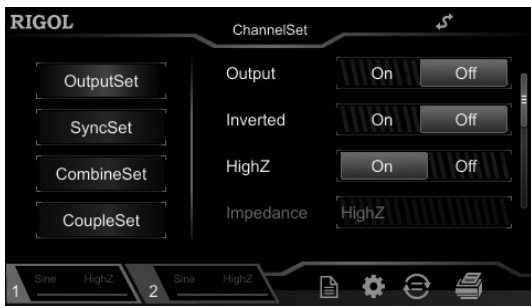 RIGOL
ChannelSet
OutputSet
SyncSet
CombineSet
CoupleSet
Output On Off
Inverted On Off
HighZ On Off
Impedance HighZ
1 Sine HighZ
2 Sine HighZ